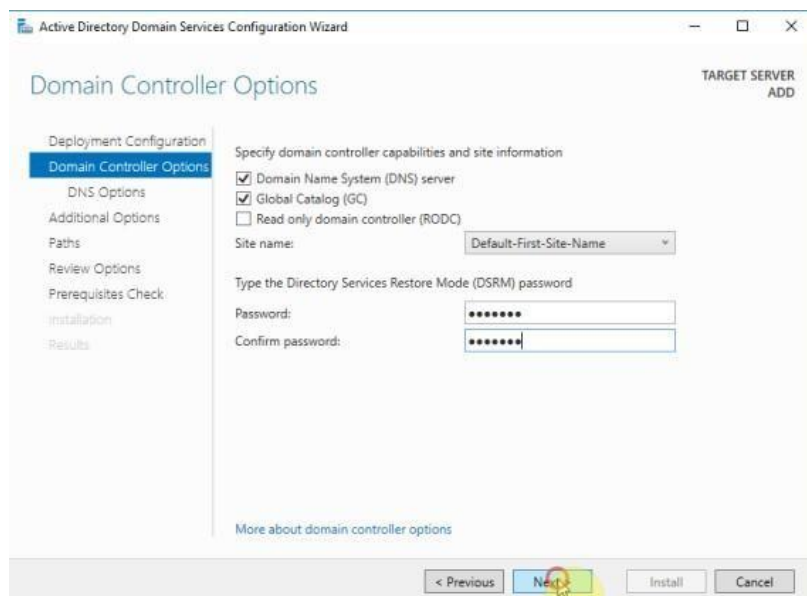 Active Directory Domain Services Configuration Wizard
Domain Controller Options
TARGET SERVER
ADD
Deployment Configuration
Domain Controller Options
DNS Options
Additional Options
Paths
Review Options
Prerequisites Check
Installation
Results
Specify domain controller capabilities and site information
Domain Name System (DNS) server
Global Catalog (GC)
Read only domain controller (RODC)
Site name: Default-First-Site-Name
Type the Directory Services Restore Mode (DSRM) password
Password: •••••••
Confirm password: •••••••
More about domain controller options
< Previous Next > Install Cancel